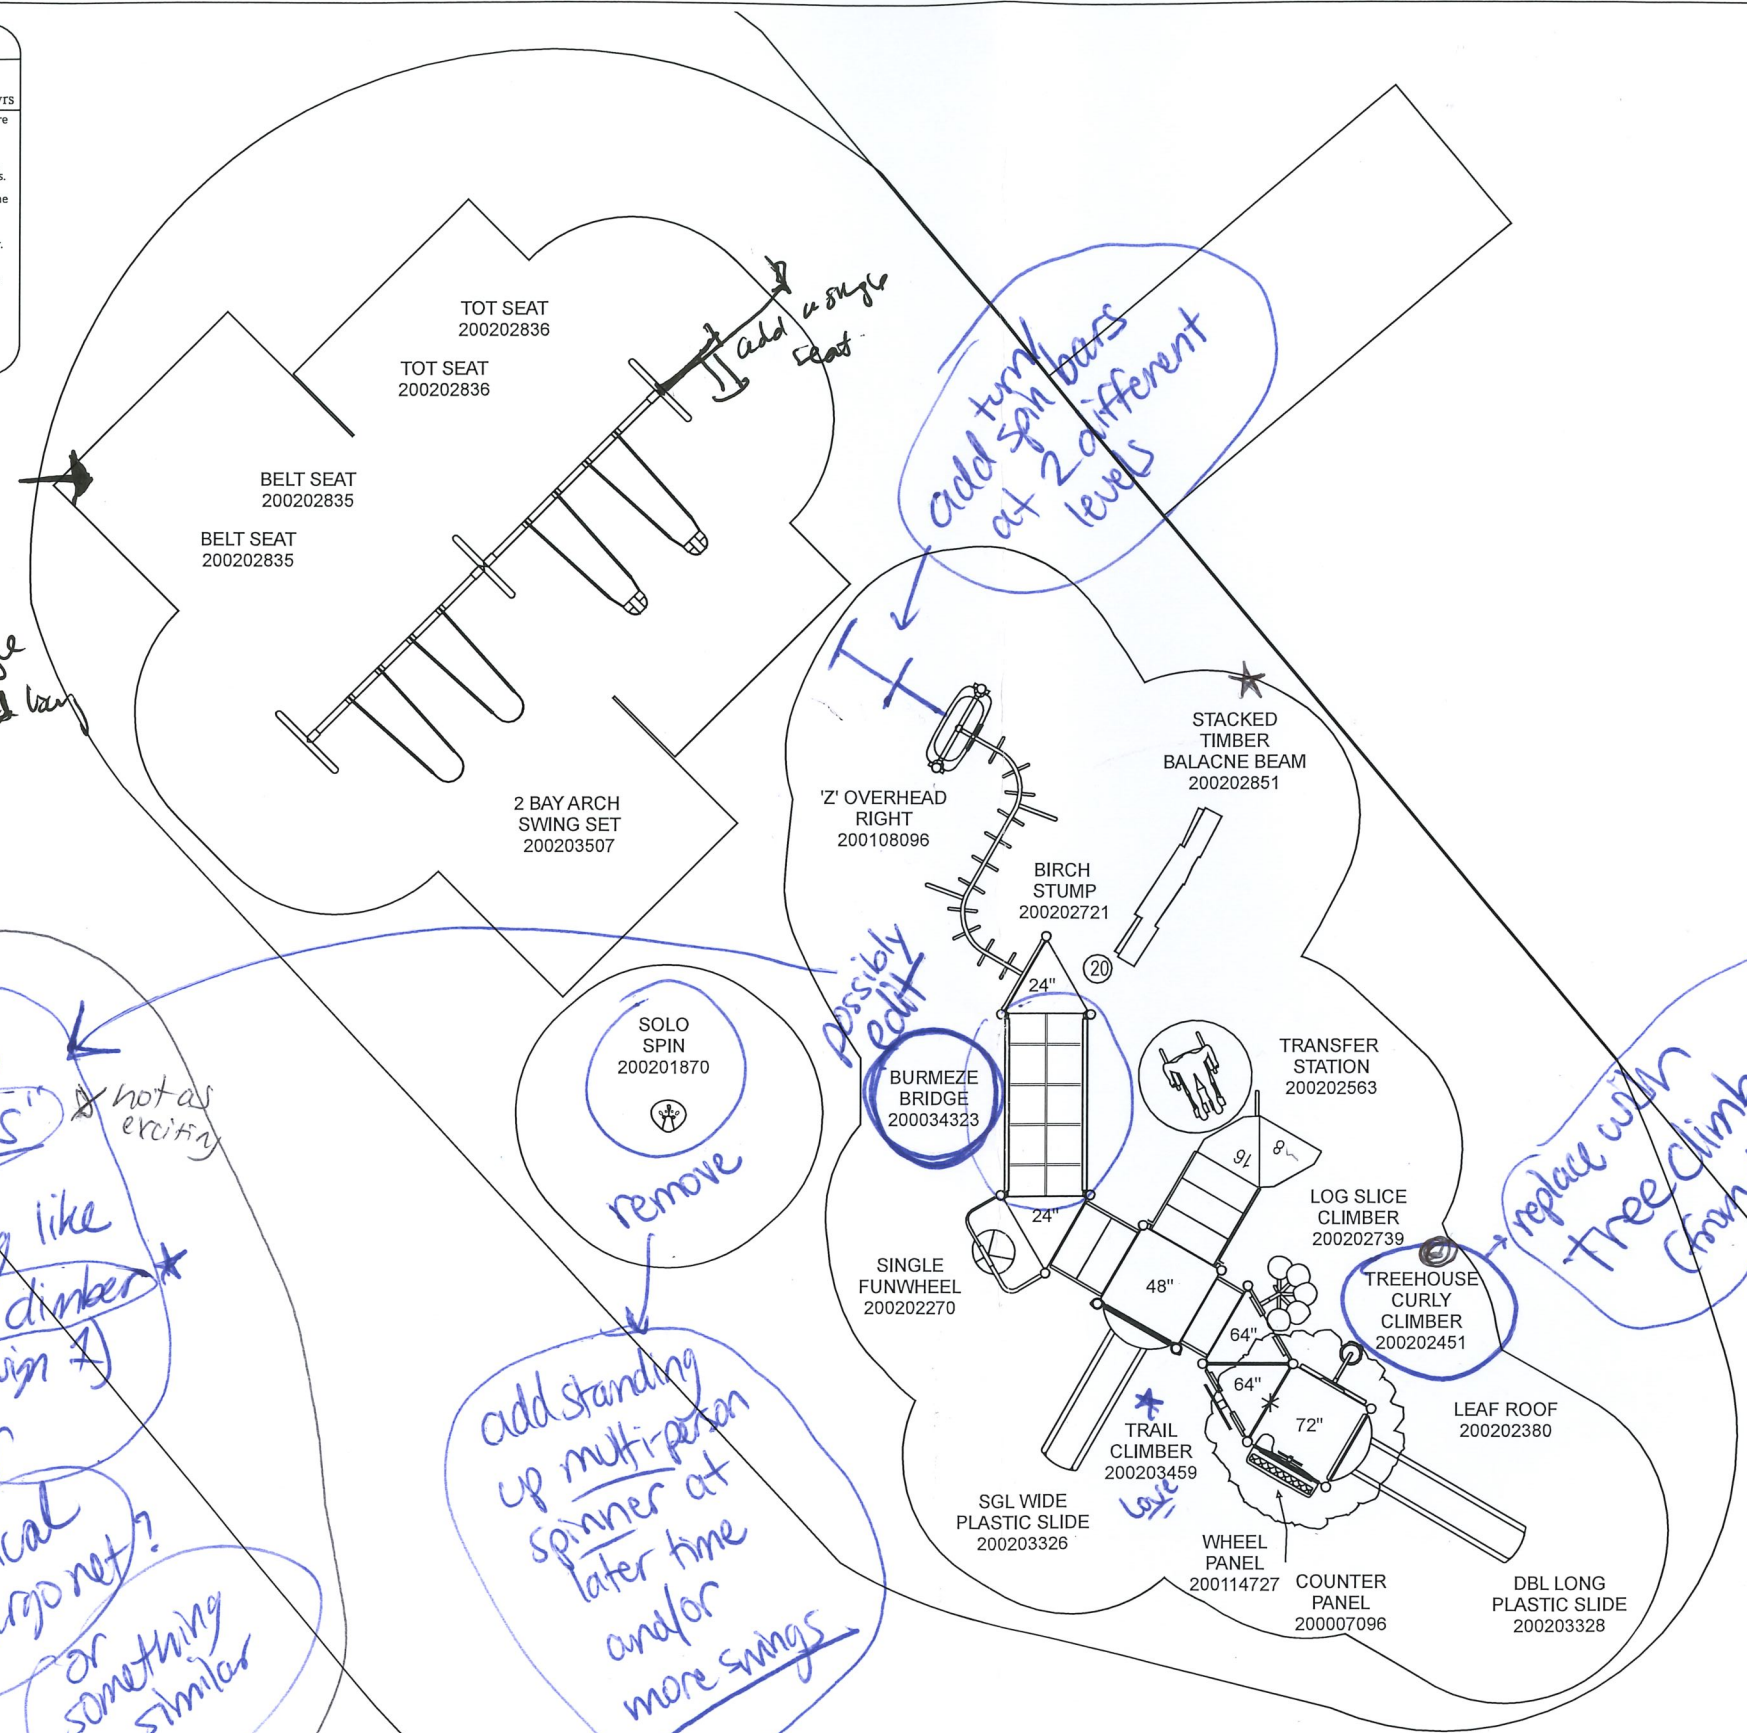 yrs
TOT SEAT
200202836
TOT SEAT
200202836
BELT SEAT
200202835
BELT SEAT
200202835
add a single
seat
add turn/
spin bars
at 2 different
levels
2 BAY ARCH
SWING SET
200203507
'Z' OVERHEAD
RIGHT
200108096
STACKED
TIMBER
BALACNE BEAM
200202851
BIRCH
STUMP
200202721
20
24"
possibly
edit
BURMEZE
BRIDGE
200034323
SOLO
SPIN
200201870
remove
not as
exciting
like
climber
or
something
similar
add standing
up multi-person
spinner at
later time
and/or
more swings
TRANSFER
STATION
200202563
16
8
24"
SINGLE
FUNWHEEL
200202270
48"
LOG SLICE
CLIMBER
200202739
TREEHOUSE
CURLY
CLIMBER
200202451
replace with
Tree Climb
64"
64"
72"
LEAF ROOF
200202380
TRAIL
CLIMBER
200203459
Love
SGL WIDE
PLASTIC SLIDE
200203326
WHEEL
PANEL
200114727
COUNTER
PANEL
200007096
DBL LONG
PLASTIC SLIDE
200203328